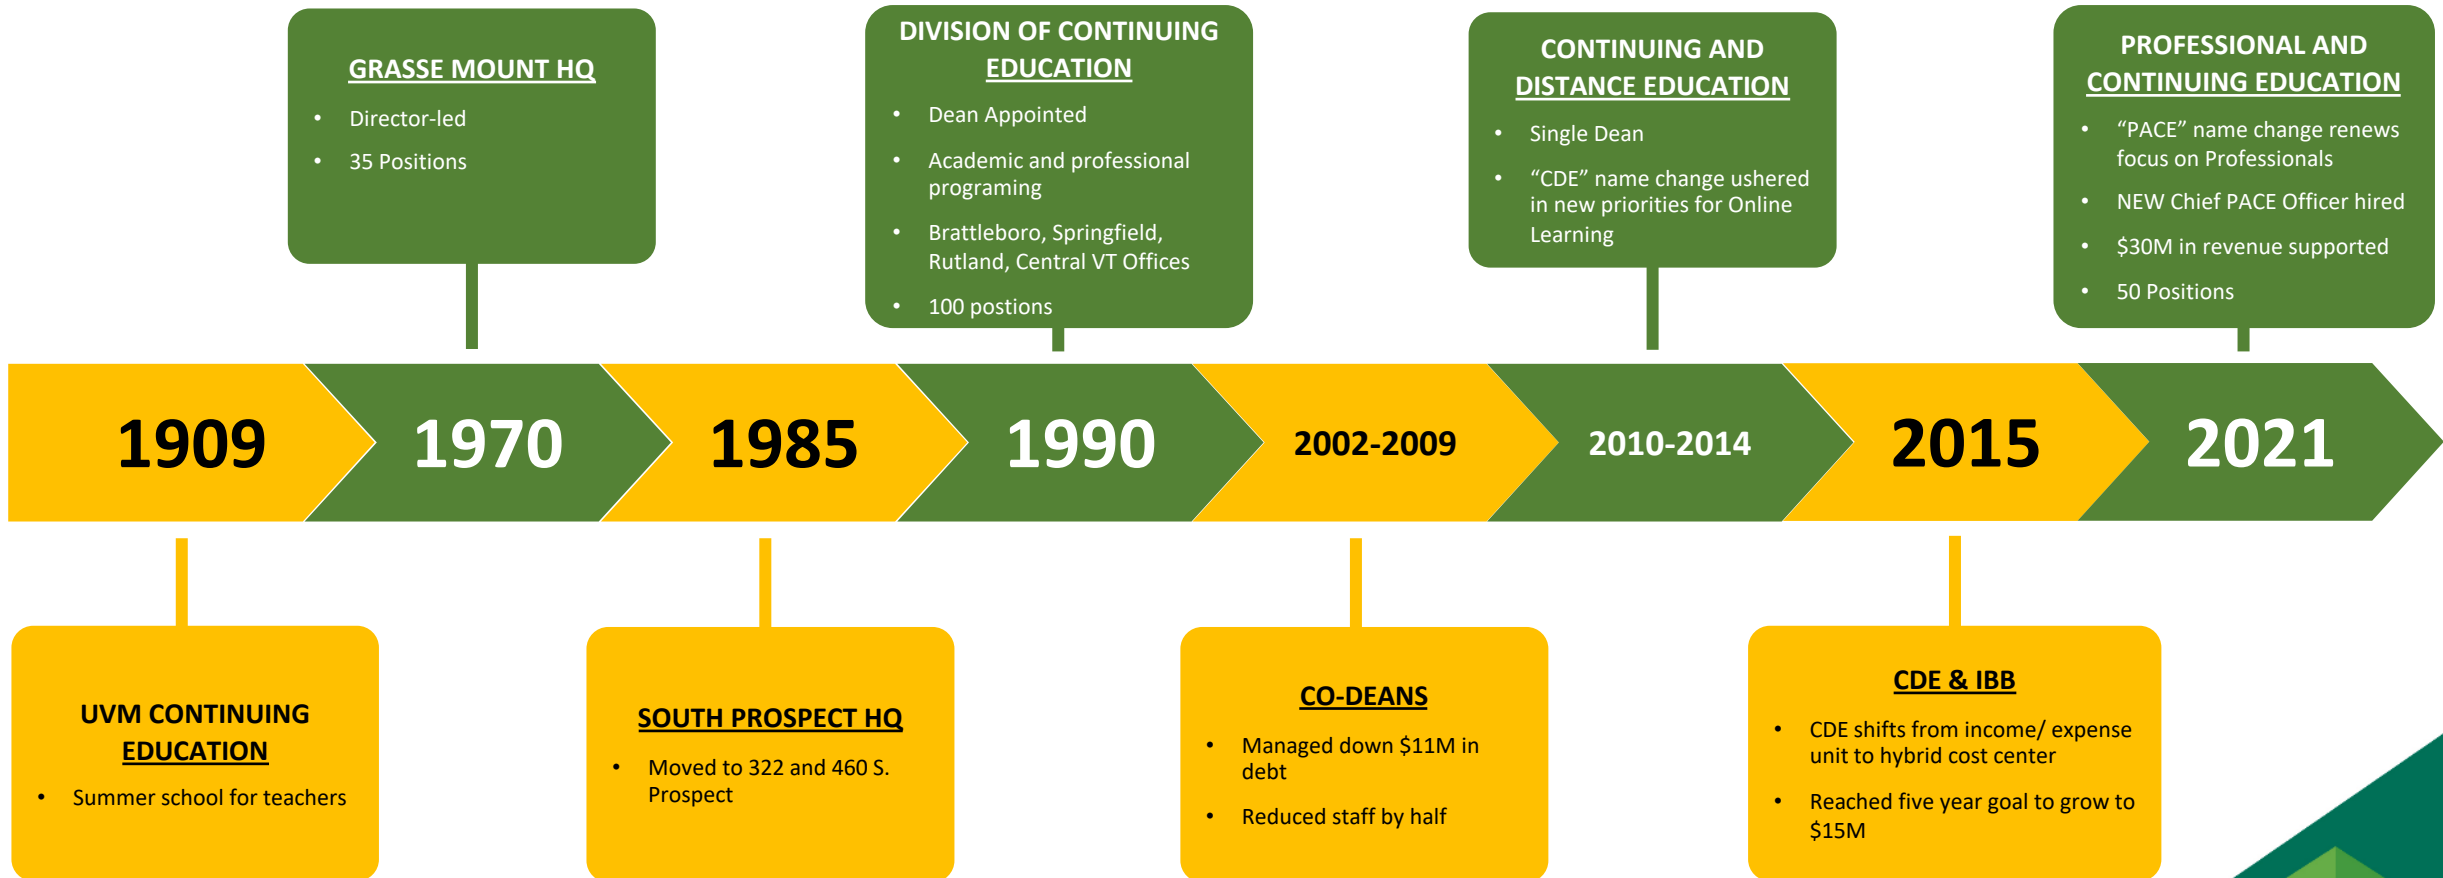 GRASSE MOUNT HQ
• Director-led
• 35 Positions
DIVISION OF CONTINUING
EDUCATION
• Dean Appointed
• Academic and professional
programing
• Brattleboro, Springfield,
Rutland, Central VT Offices
• 100 postions
CONTINUING AND
DISTANCE EDUCATION
• Single Dean
• “CDE” name change ushered
in new priorities for Online
Learning
PROFESSIONAL AND
CONTINUING EDUCATION
• “PACE” name change renews
focus on Professionals
• NEW Chief PACE Officer hired
• $30M in revenue supported
• 50 Positions
1909
1970
1985
1990
2002-2009
2010-2014
2015
2021
UVM CONTINUING
EDUCATION
• Summer school for teachers
SOUTH PROSPECT HQ
• Moved to 322 and 460 S.
Prospect
CO-DEANS
• Managed down $11M in
debt
• Reduced staff by half
CDE & IBB
• CDE shifts from income/ expense
unit to hybrid cost center
• Reached five year goal to grow to
$15M